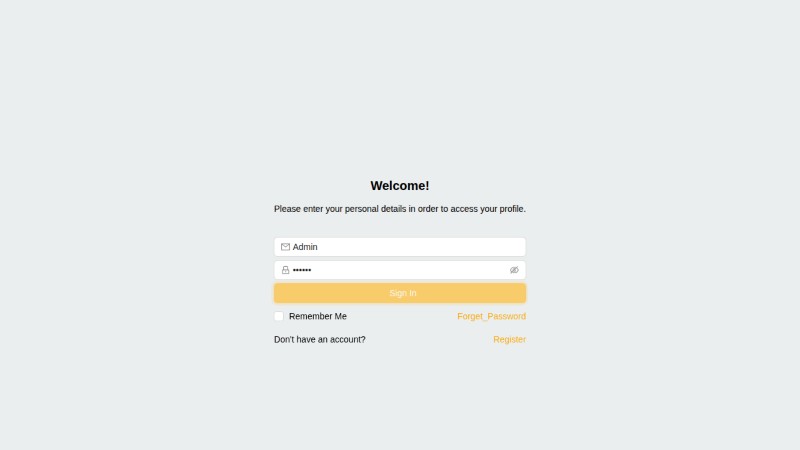 Welcome!
Please enter your personal details in order to access your profile.
Admin
••••••
Sign in
Remember Me
Forget_Password
Don't have an account?
Register